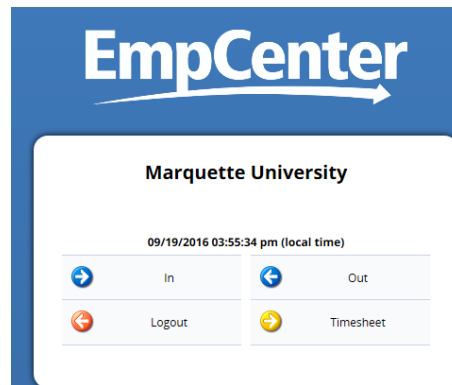 EmpCenter
Marquette University
09/19/2016 03:55:34 pm (local time)
In Out
Logout Timesheet